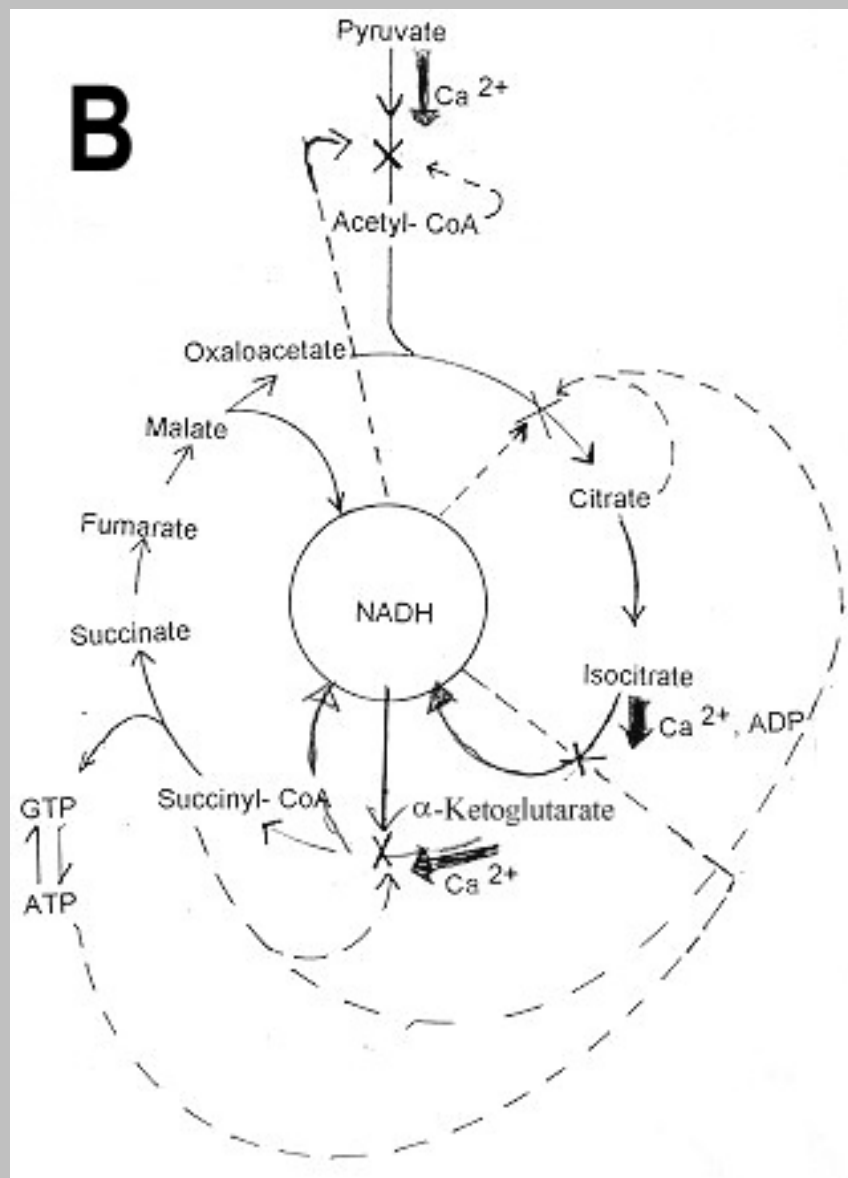 Pyruvate
Ca 2+
B
Acetyl- CoA
Oxaloacetate
Malate
Citrate
Fumarate
NADH
Succinate
Isocitrate
Ca 2+, ADP
Succinyl- CoA
α-Ketoglutarate
GTP
Ca 2+
ATP